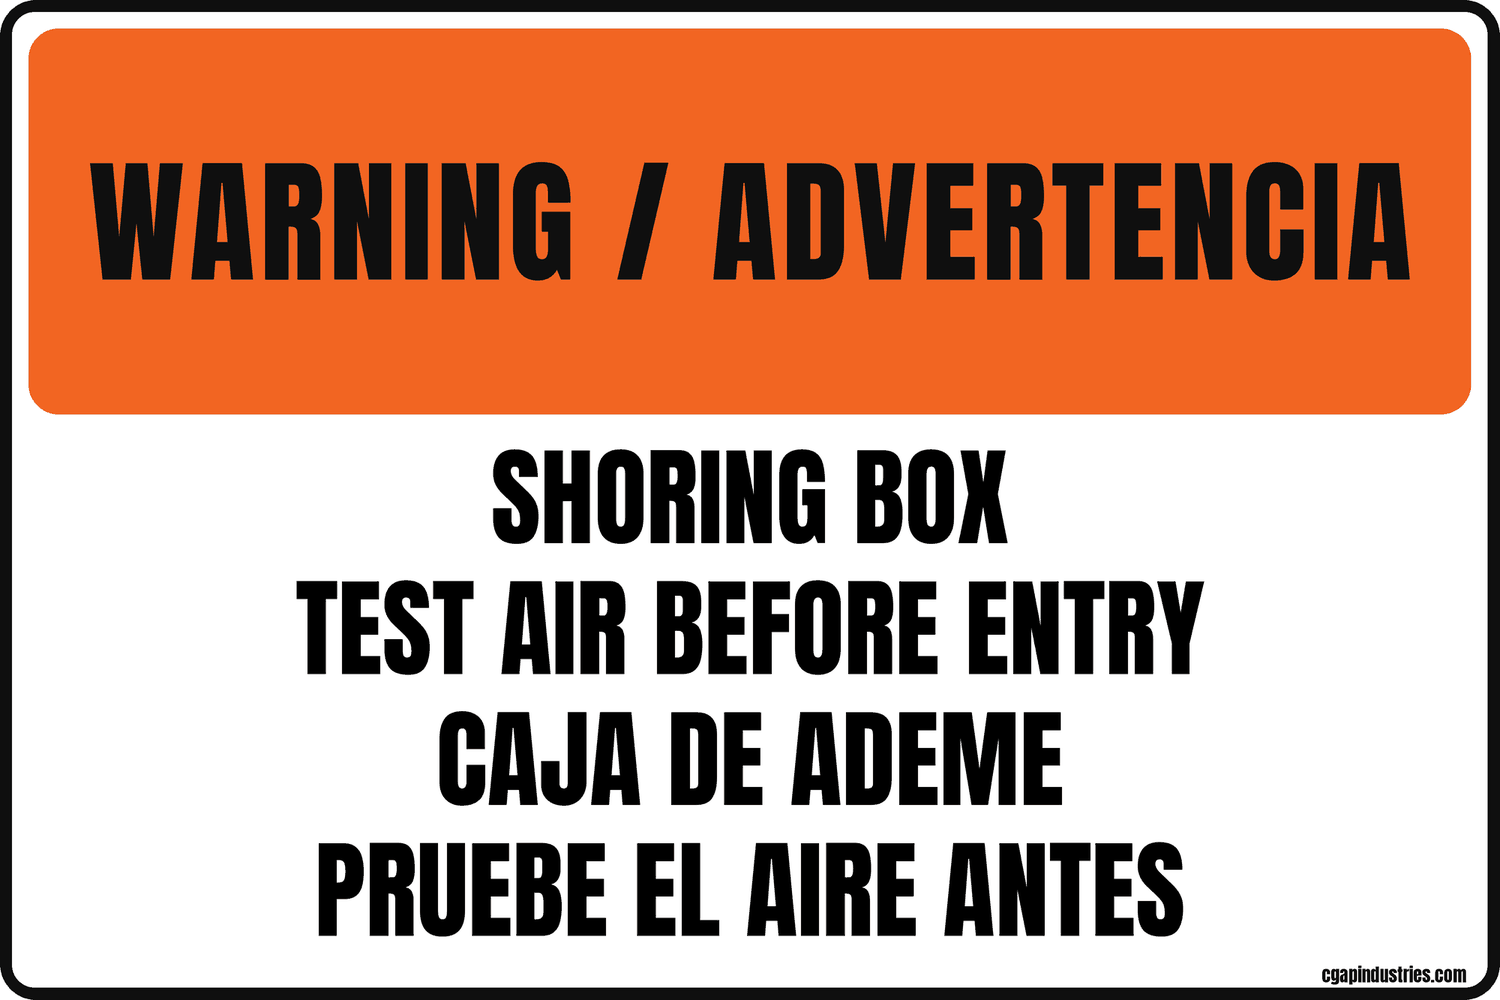 WARNING / ADVERTENCIA
SHORING BOX
TEST AIR BEFORE ENTRY
CAJA DE ADEME
PRUEBE EL AIRE ANTES
cgapindustries.com